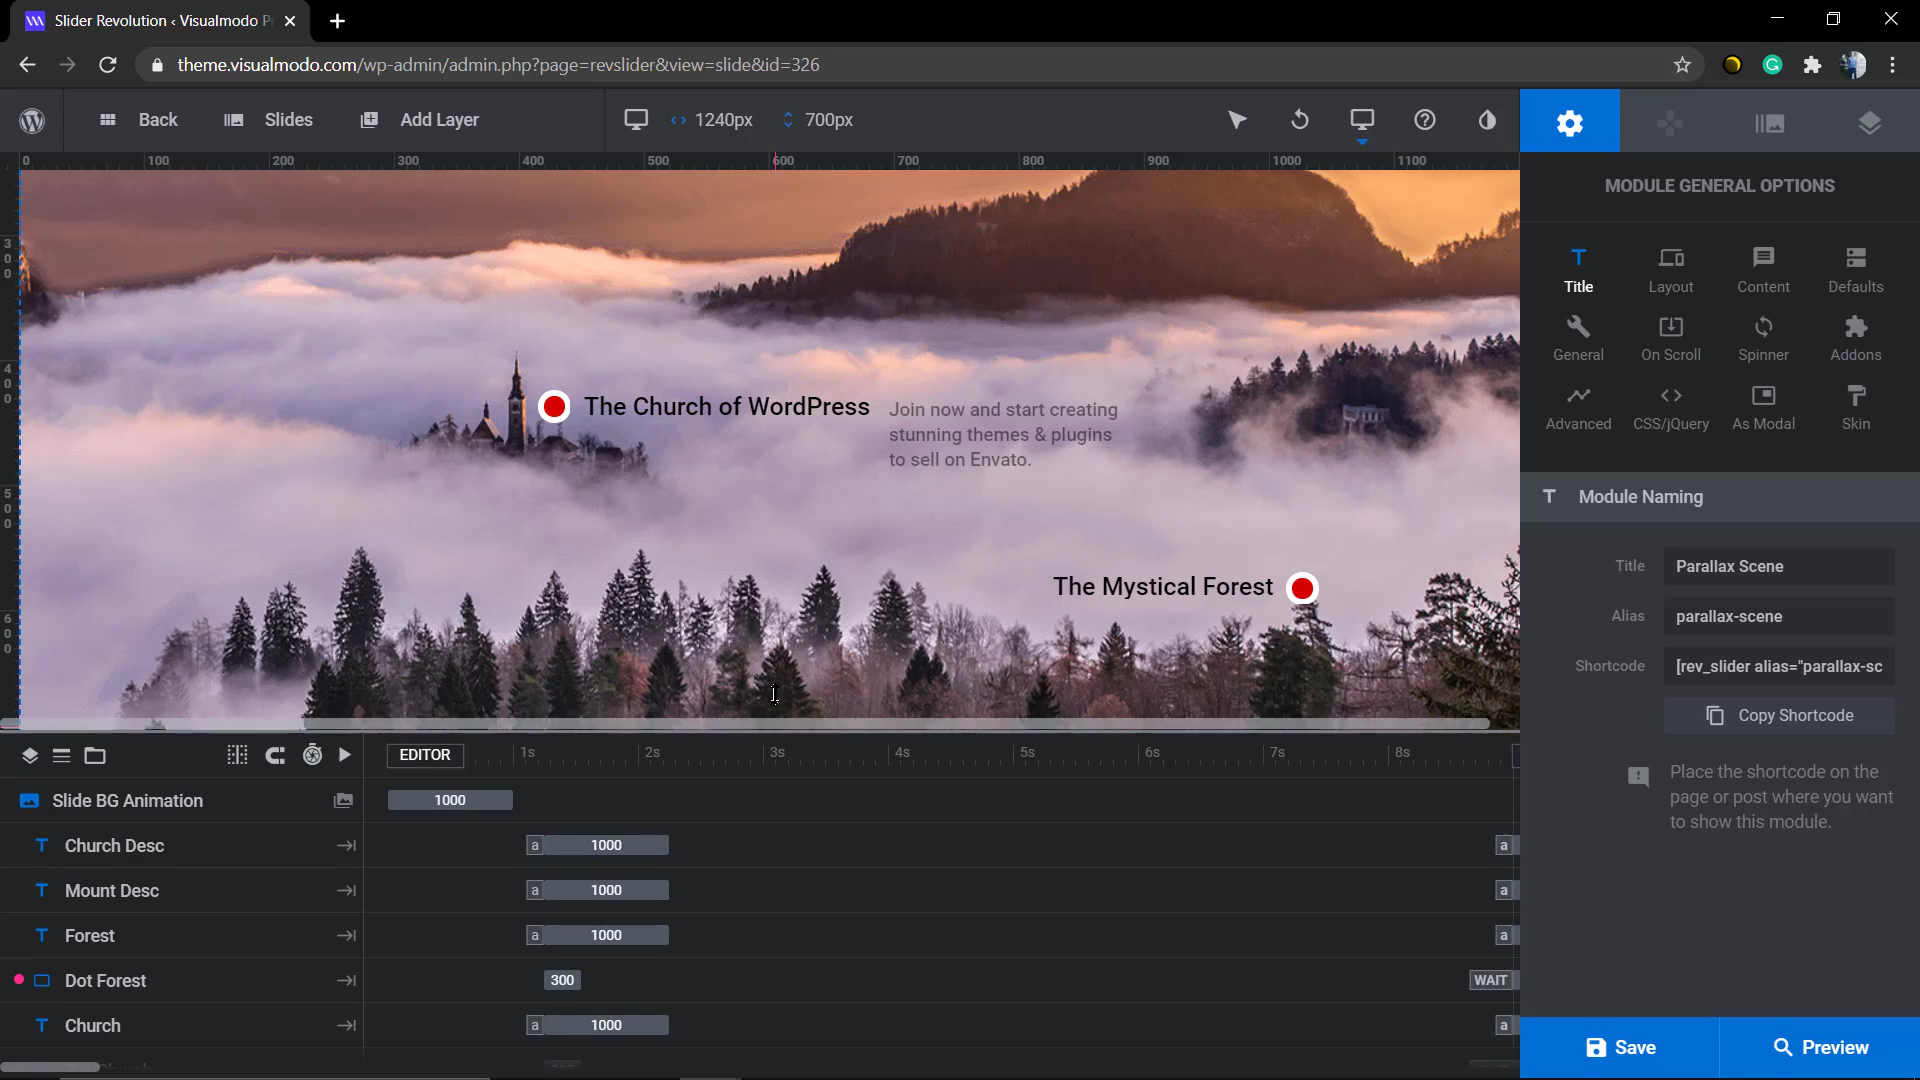 Slider Revolution ‹ Visualmodo P
theme.visualmodo.com/wp-admin/admin.php?page=revslider&view=slide&id=326
Back
Slides
Add Layer
1240px
700px
0 100 200 300 400 500 600 700 800 900 1000 1100
300
400
500
600
The Church of WordPress
Join now and start creating
stunning themes & plugins
to sell on Envato.
The Mystical Forest
MODULE GENERAL OPTIONS
Title Layout Content Defaults
General On Scroll Spinner Addons
Advanced CSS/jQuery As Modal Skin
Module Naming
Title Parallax Scene
Alias parallax-scene
Shortcode [rev_slider alias="parallax-sc
Copy Shortcode
Place the shortcode on the
page or post where you want
to show this module.
EDITOR 1s 2s 3s 4s 5s 6s 7s 8s
Slide BG Animation 1000
Church Desc a 1000 a
Mount Desc a 1000 a
Forest a 1000 a
Dot Forest 300 WAIT
Church a 1000 a
Save
Preview